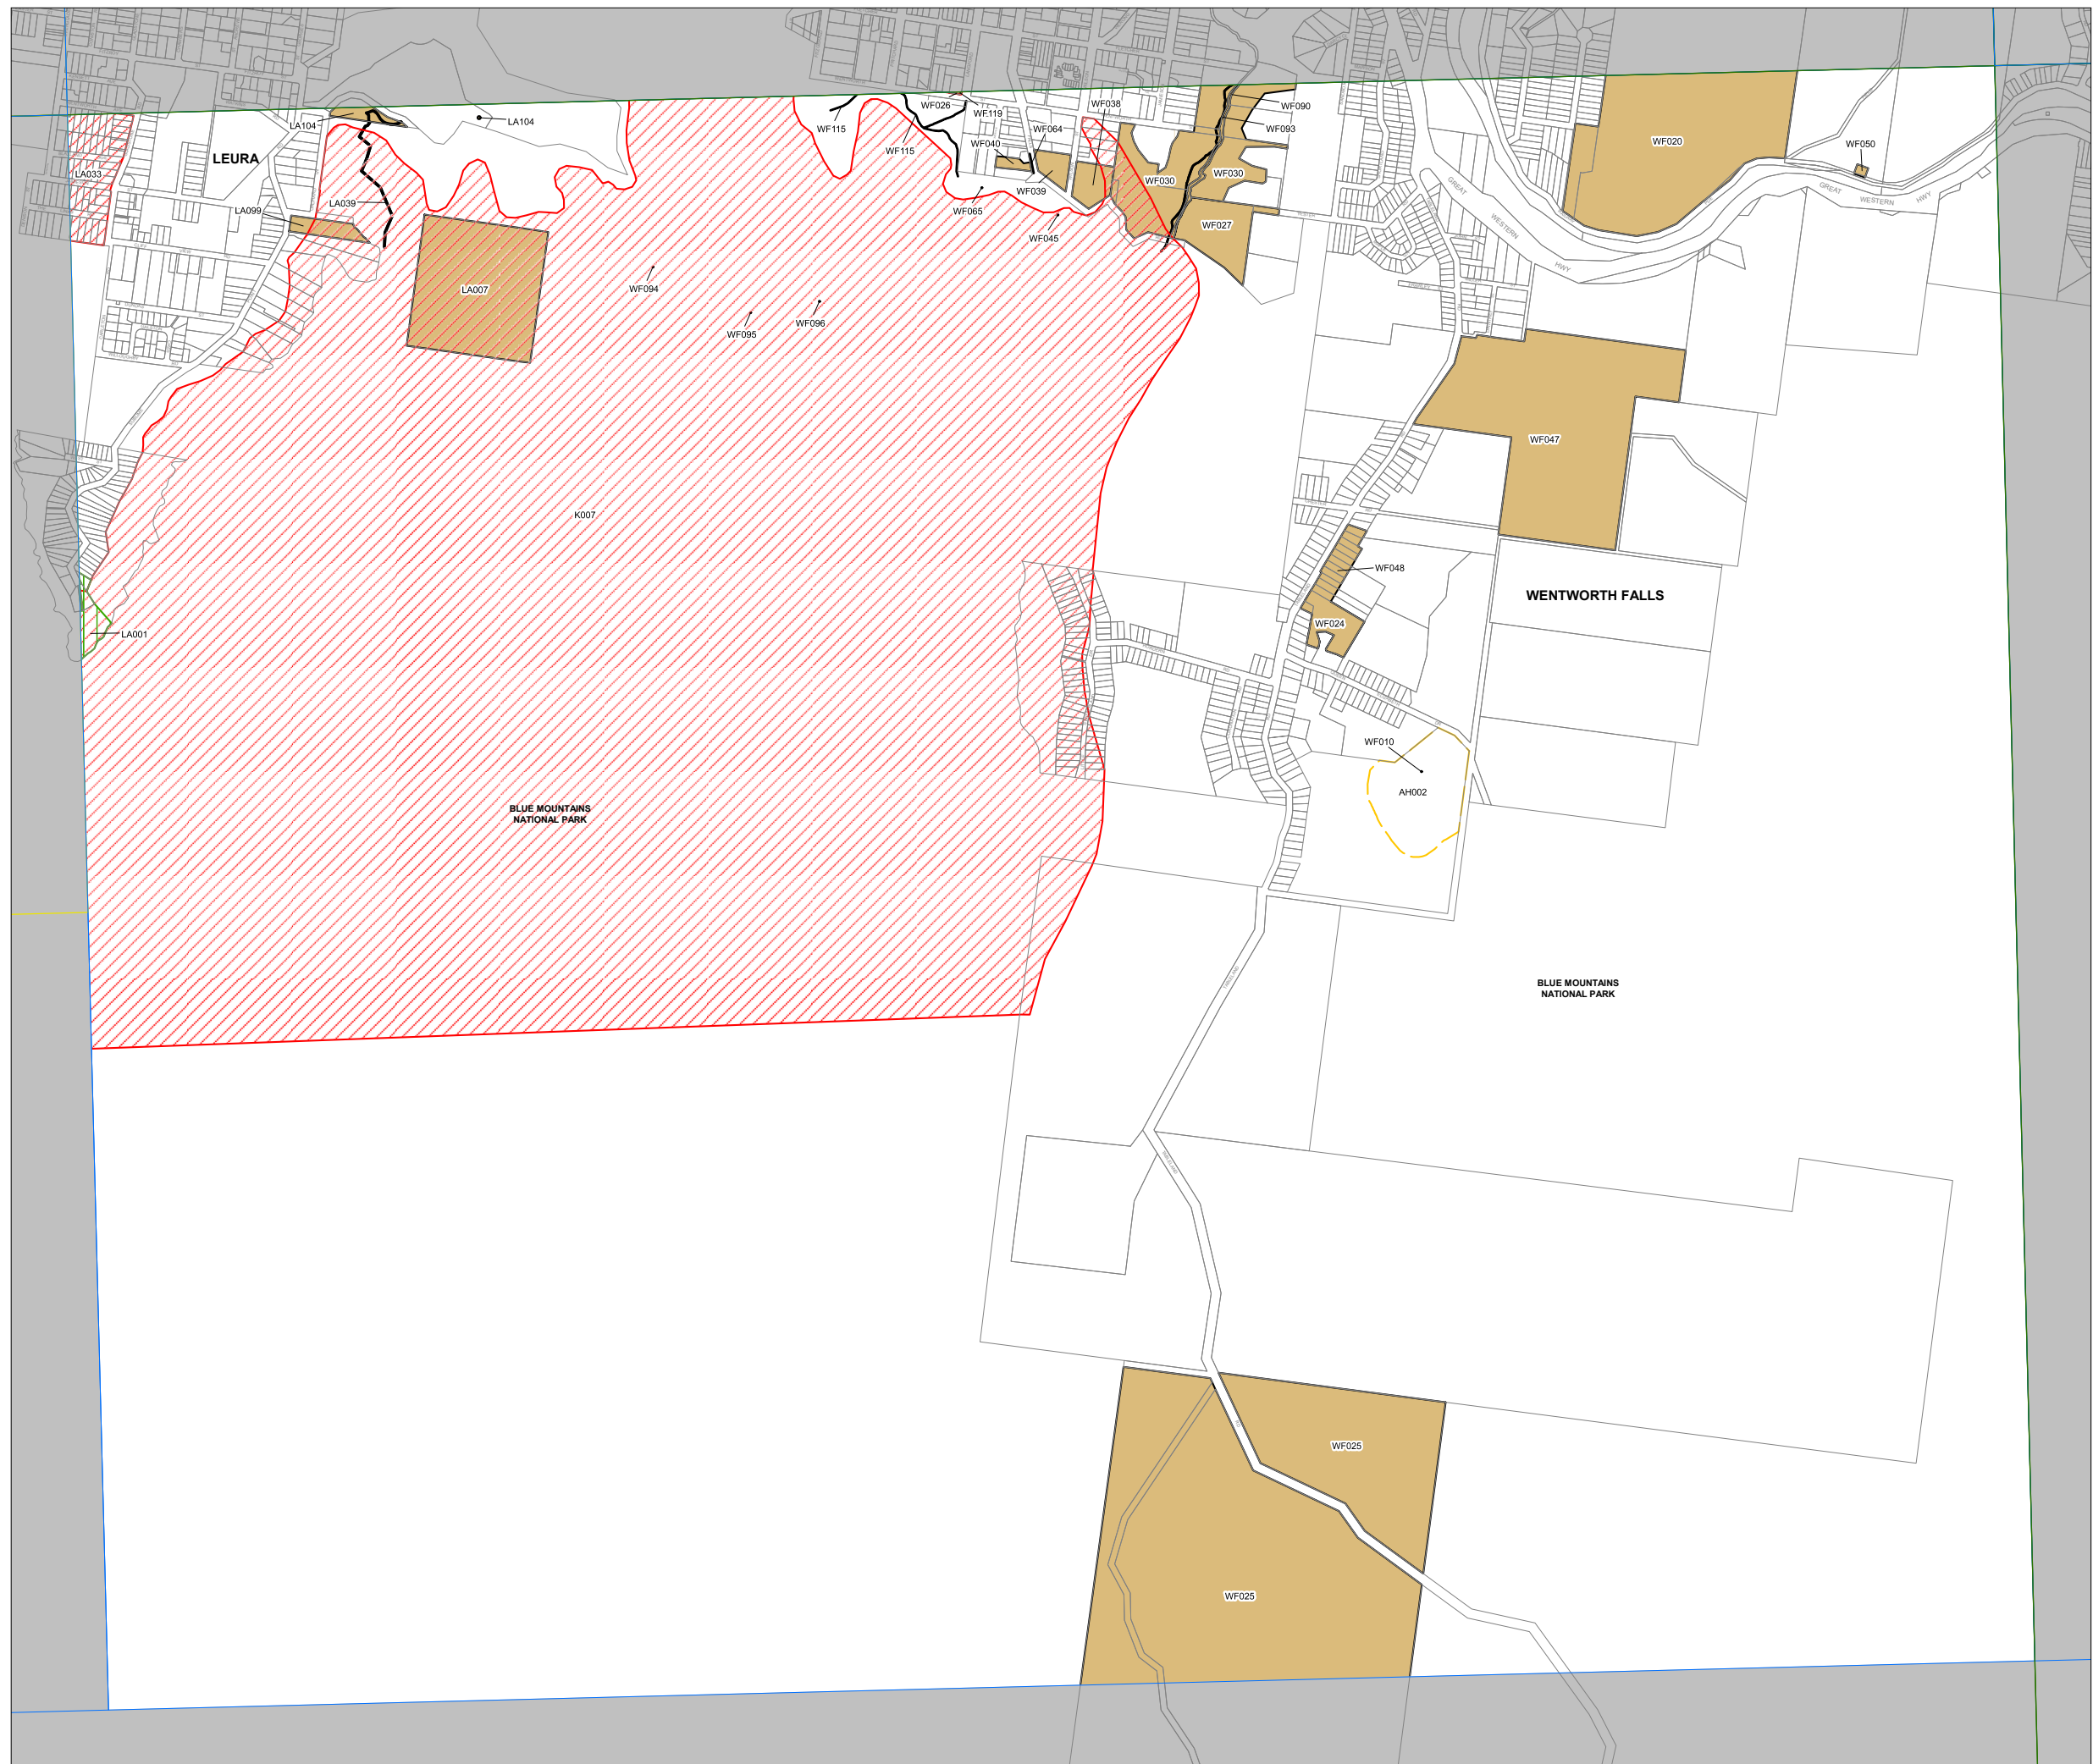 WF026
WF119
WF038
WF090
LA104
LA104
WF115
WF064
WF093
WF040
WF115
LEURA
WF020
WF050
LA033
WF030
WF030
WF039
LA039
LA099
WF065
GREAT
WESTERN
HWY
GREAT
WESTERN
HWY
WF045
WF027
LA007
WF094
WF095
WF096
WF047
K007
WF048
WENTWORTH FALLS
WF024
LA001
WF010
AH002
BLUE MOUNTAINS
NATIONAL PARK
BLUE MOUNTAINS
NATIONAL PARK
WF025
WF025